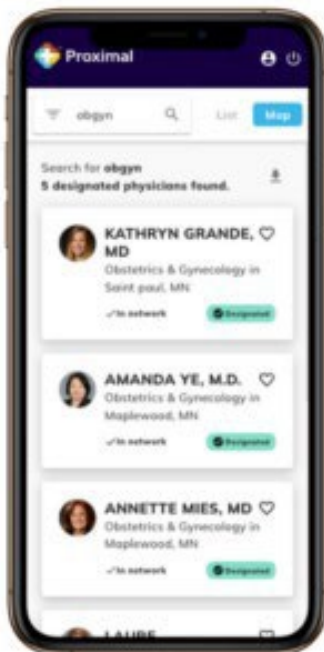 Proximal
obgyn
List
Map
Search for obgyn
5 designated physicians found.
KATHRYN GRANDE,
MD
Obstetrics & Gynecology in
Saint paul, MN
In network
Designated
AMANDA YE, M.D.
Obstetrics & Gynecology in
Maplewood, MN
In network
Designated
ANNETTE MIES, MD
Obstetrics & Gynecology in
Maplewood, MN
In network
Designated
LAURE